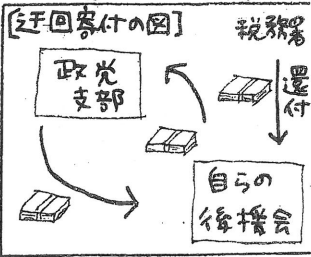 [迂回寄付の図]
税務署
還付
政党
支部
自らの
後援会